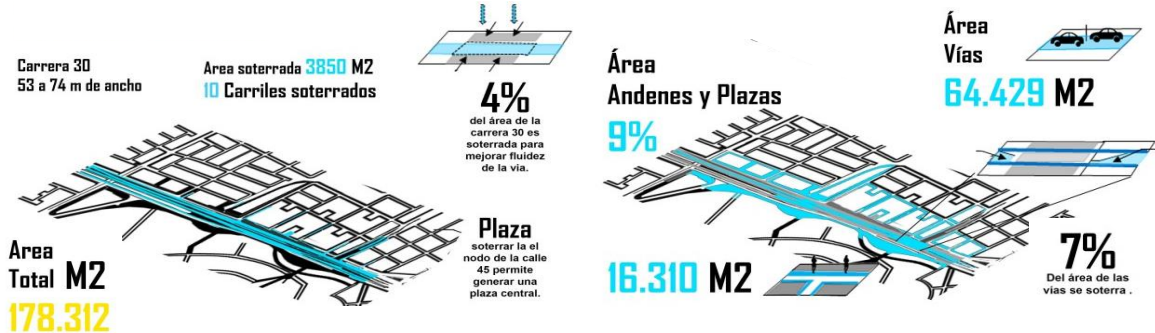 Carrera 30
53 a 74 m de ancho
Area soterrada 3850 M2
10 Carriles soterrados
4%
del área de la
carrera 30 es
soterrada para
mejorar fluidez
de la via.
Plaza
soterrar la el
nodo de la calle
45 permite
generar una
plaza central.
Area
Total M2
178.312
Área
Andenes y Plazas
9%
16.310 M2
Área
Vías
64.429 M2
7%
Del área de las
vías se soterra .